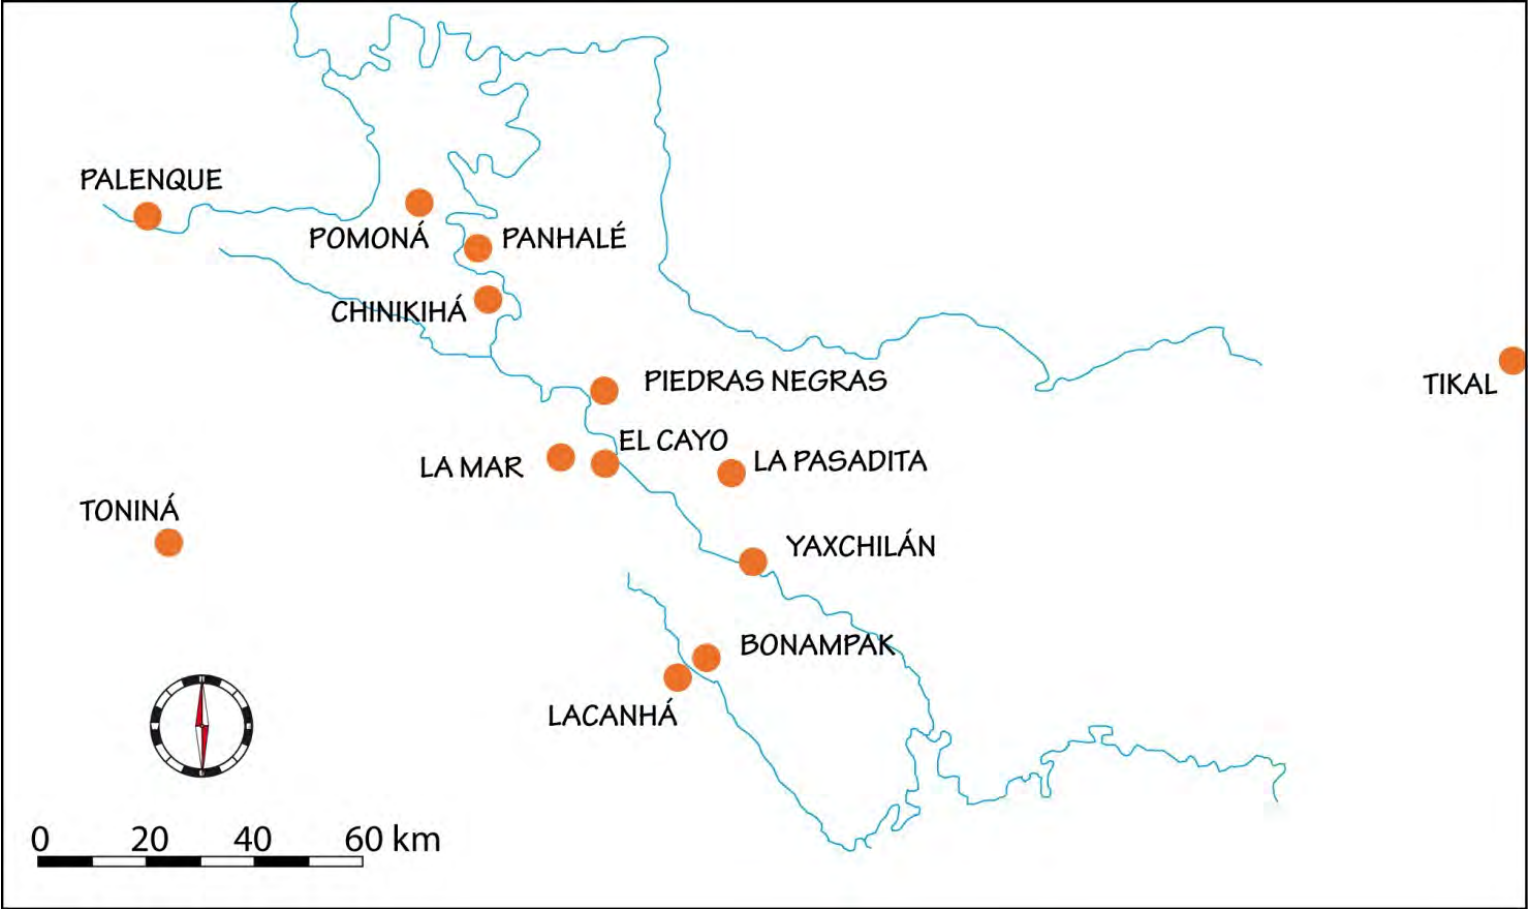 PALENQUE
POMONÁ
PANHALÉ
CHINIKIHÁ
PIEDRAS NEGRAS
TIKAL
EL CAYO
LA MAR
LA PASADITA
TONINÁ
YAXCHILÁN
BONAMPAK
LACANHÁ
0 20 40 60 km